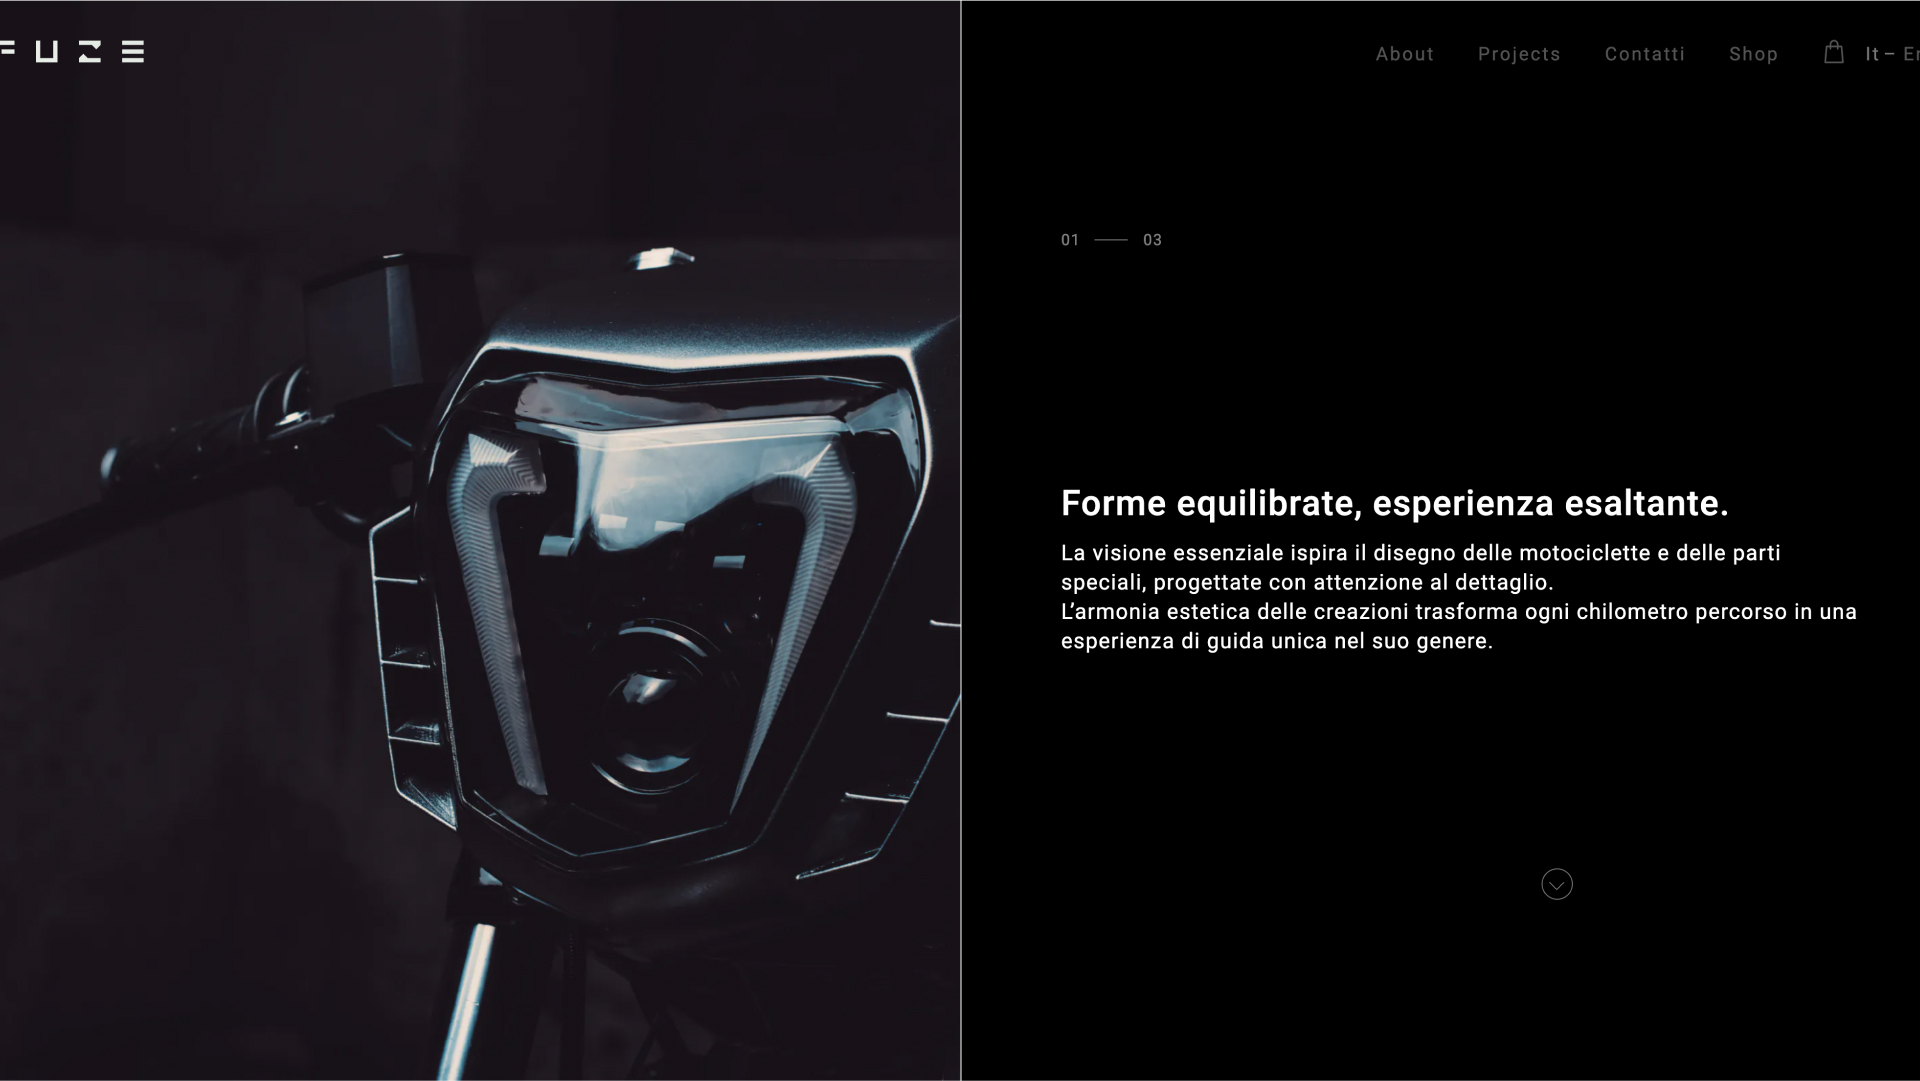 FUZE
About Projects Contatti Shop It – En
01 — 03
Forme equilibrate, esperienza esaltante.
La visione essenziale ispira il disegno delle motociclette e delle parti
speciali, progettate con attenzione al dettaglio.
L’armonia estetica delle creazioni trasforma ogni chilometro percorso in una
esperienza di guida unica nel suo genere.